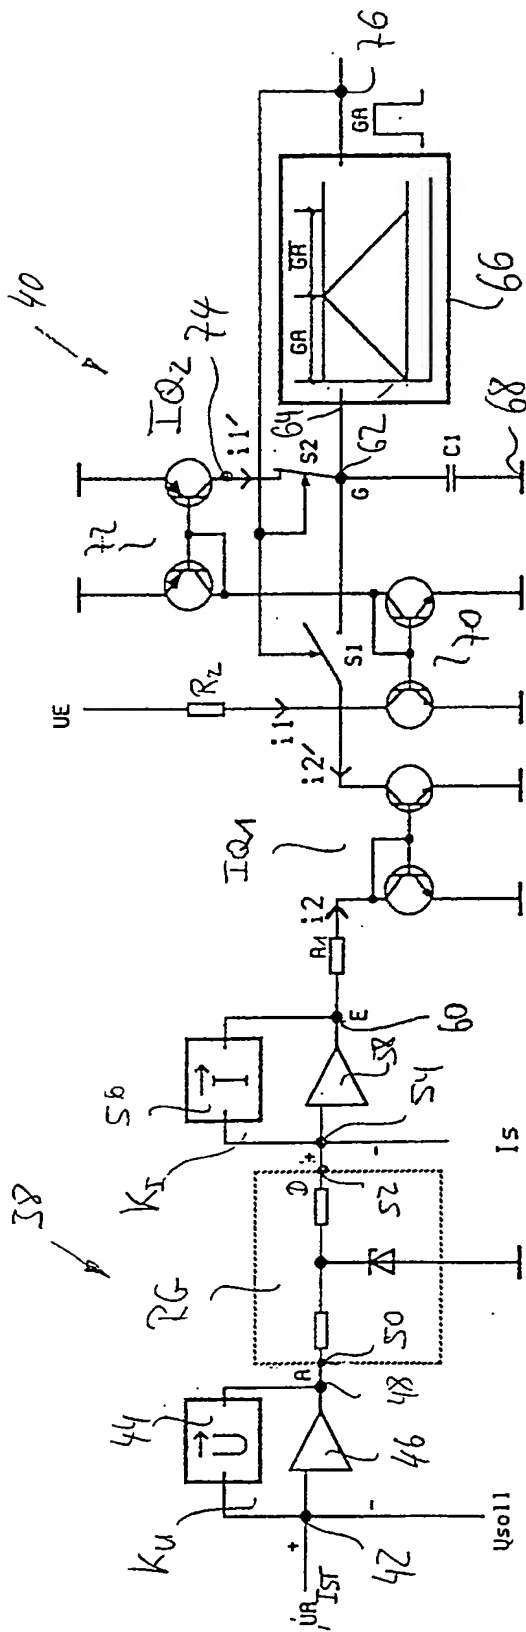 38
40
UA IST
+
-
Usoll
42
KU
44
U
46
A
48
50
RG
D
52
+
-
Is
54
KI
56
I
58
E
60
R1
i2
IQ1
i2'
UE
R2
i1
70
S1
72
IQ2
74
i1'
S2
G
62
64
C1
68
GA
GA
66
GA
76